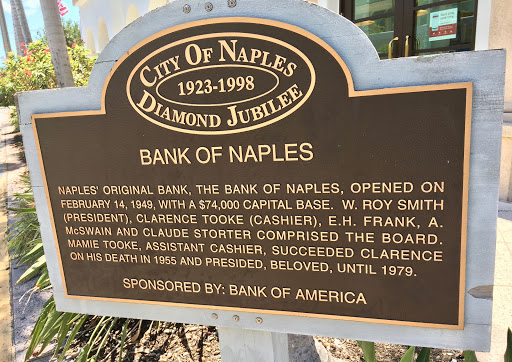 CITY OF NAPLES
1923-1998
DIAMOND JUBILEE
BANK OF NAPLES
NAPLES' ORIGINAL BANK, THE BANK OF NAPLES, OPENED ON
FEBRUARY 14, 1949, WITH A $74,000 CAPITAL BASE. W. ROY SMITH
(PRESIDENT), CLARENCE TOOKE (CASHIER), E.H. FRANK, A.
McSWAIN AND CLAUDE STORTER COMPRISED THE BOARD.
MAMIE TOOKE, ASSISTANT CASHIER, SUCCEEDED CLARENCE
ON HIS DEATH IN 1955 AND PRESIDED, BELOVED, UNTIL 1979.
SPONSORED BY: BANK OF AMERICA